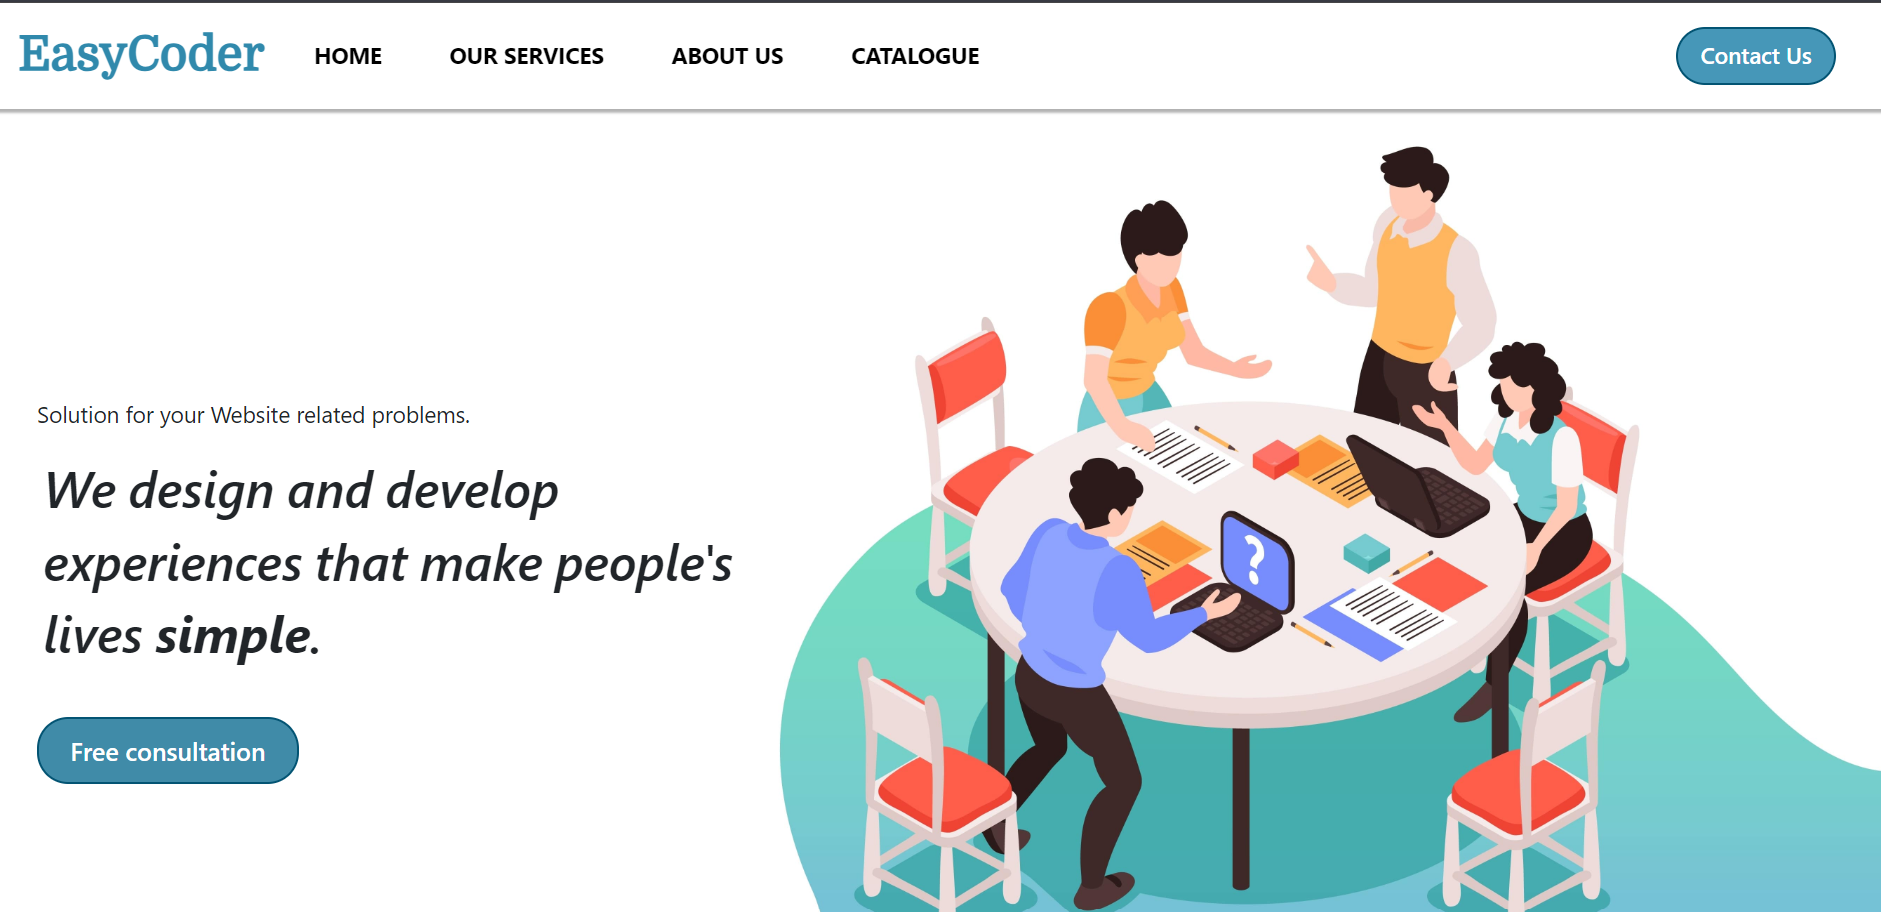 EasyCoder
HOME
OUR SERVICES
ABOUT US
CATALOGUE
Contact Us
Solution for your Website related problems.
We design and develop
experiences that make people's
lives simple.
Free consultation
?